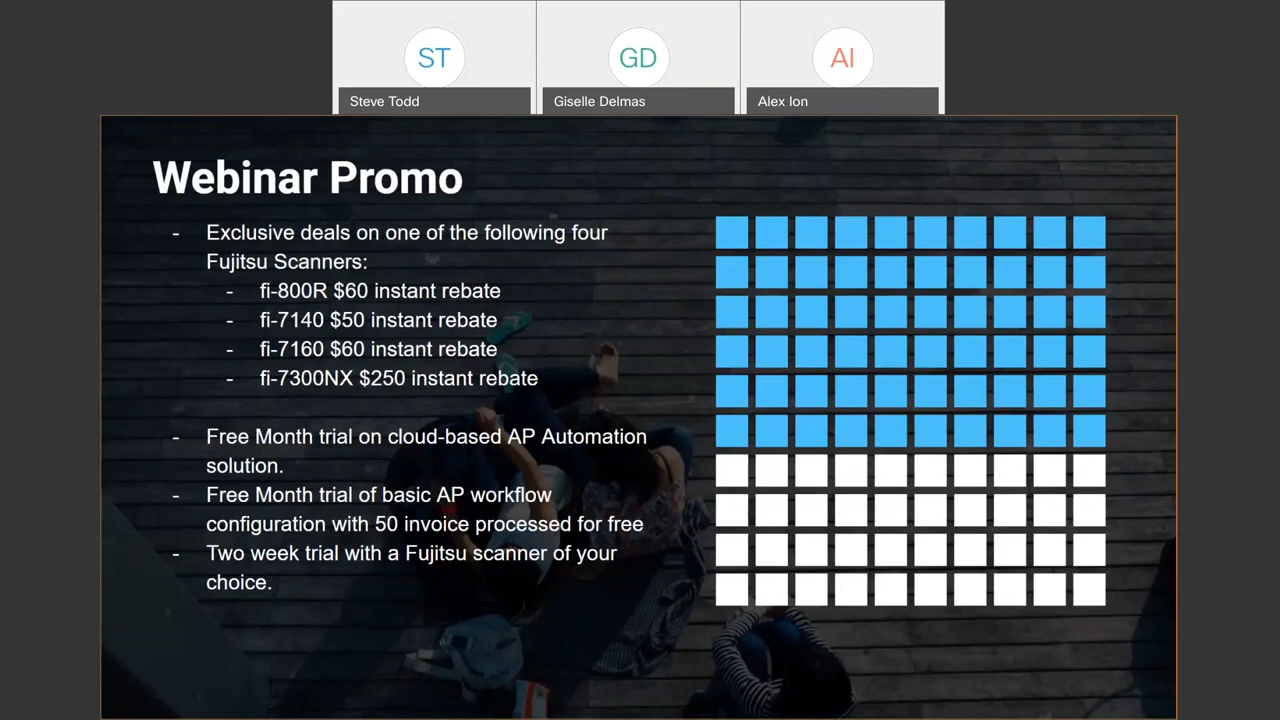 ST
GD
AI
Steve Todd
Giselle Delmas
Alex Ion
Webinar Promo
- Exclusive deals on one of the following four
Fujitsu Scanners:
- fi-800R $60 instant rebate
- fi-7140 $50 instant rebate
- fi-7160 $60 instant rebate
- fi-7300NX $250 instant rebate
- Free Month trial on cloud-based AP Automation
solution.
- Free Month trial of basic AP workflow
configuration with 50 invoice processed for free
- Two week trial with a Fujitsu scanner of your
choice.